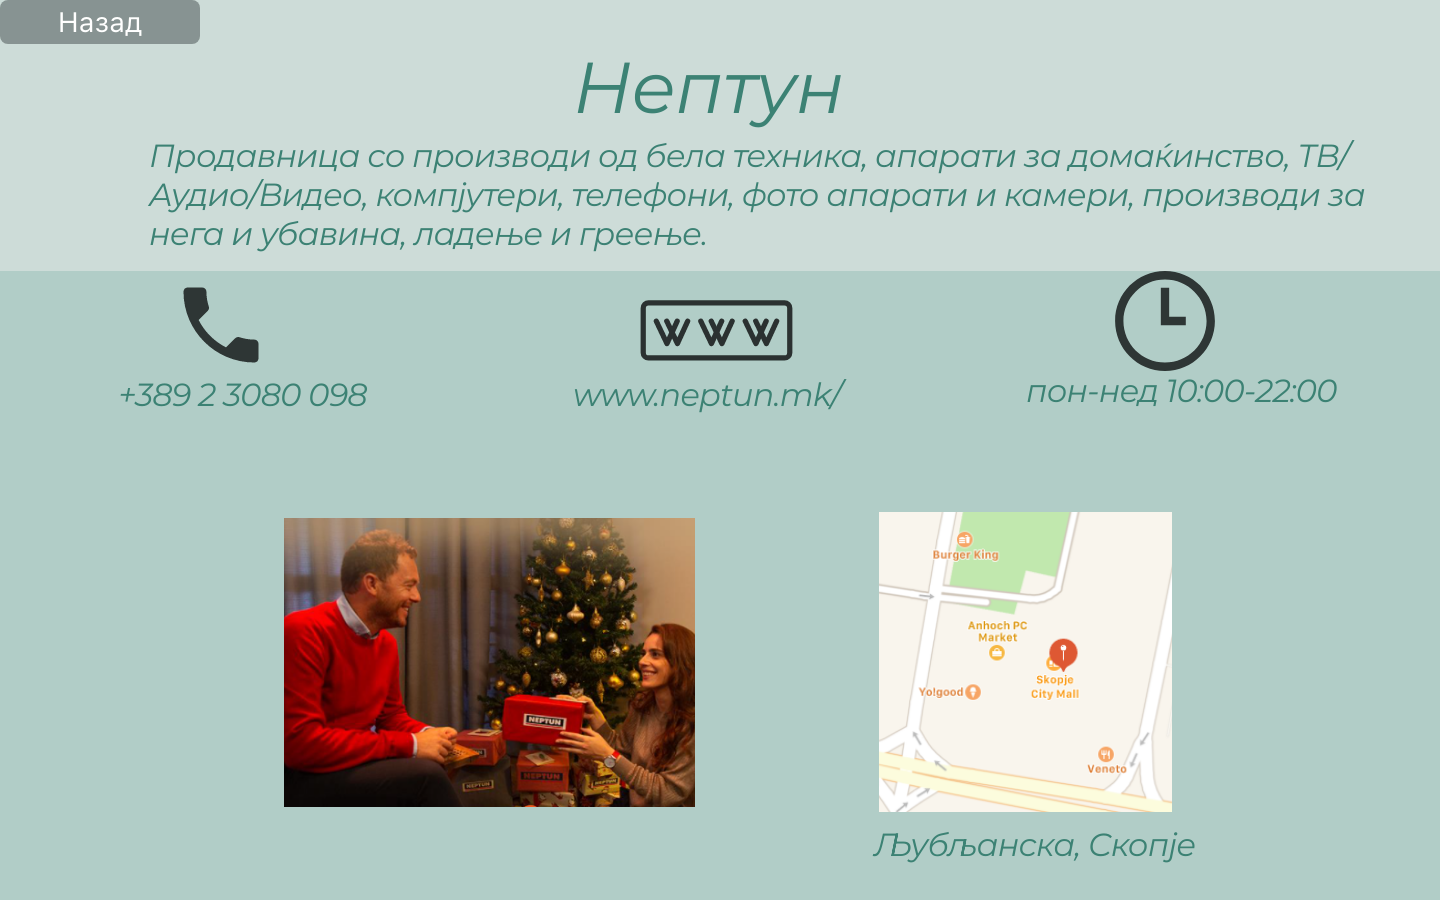 Назад
Нептун
Продавница со производи од бела техника, апарати за домаќинство, ТВ/
Аудио/Видео, компјутери, телефони, фото апарати и камери, производи за
нега и убавина, ладење и греење.
WWW
+389 2 3080 098
www.neptun.mk/
пон-нед 10:00-22:00
Burger King
Anhoch PC
Market
Skopje
City Mall
Yo!good
Veneto
NEPTUN
NEPTUN
NEPTUN
Љубљанска, Скопје